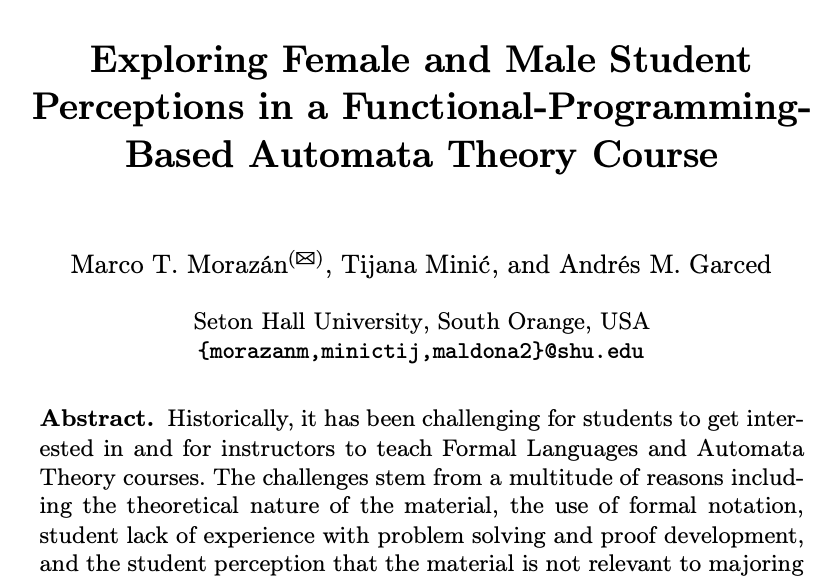 Exploring Female and Male Student
Perceptions in a Functional-Programming-
Based Automata Theory Course
Marco T. Morazán(✉), Tijana Minić, and Andrés M. Garced
Seton Hall University, South Orange, USA
{morazanm,minictij,maldona2}@shu.edu
Abstract. Historically, it has been challenging for students to get inter-
ested in and for instructors to teach Formal Languages and Automata
Theory courses. The challenges stem from a multitude of reasons includ-
ing the theoretical nature of the material, the use of formal notation,
student lack of experience with problem solving and proof development,
and the student perception that the material is not relevant to majoring